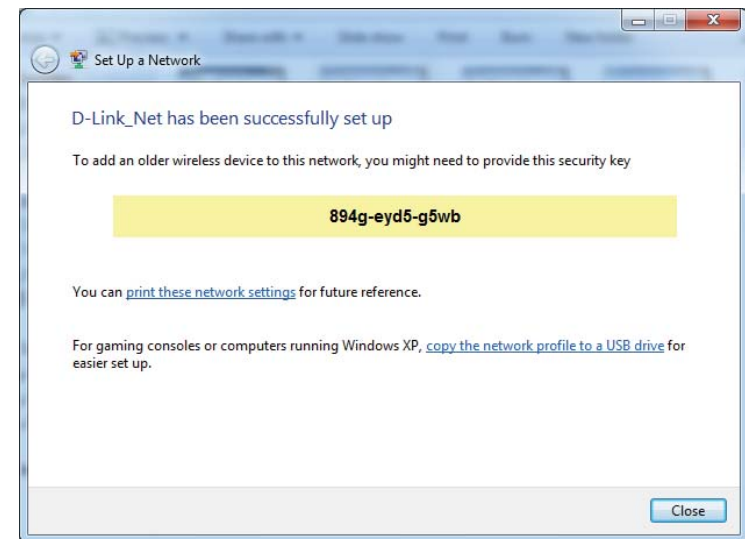 Set Up a Network
D-Link_Net has been successfully set up
To add an older wireless device to this network, you might need to provide this security key
894g-eyd5-g5wb
You can print these network settings for future reference.
For gaming consoles or computers running Windows XP, copy the network profile to a USB drive for
easier set up.
Close